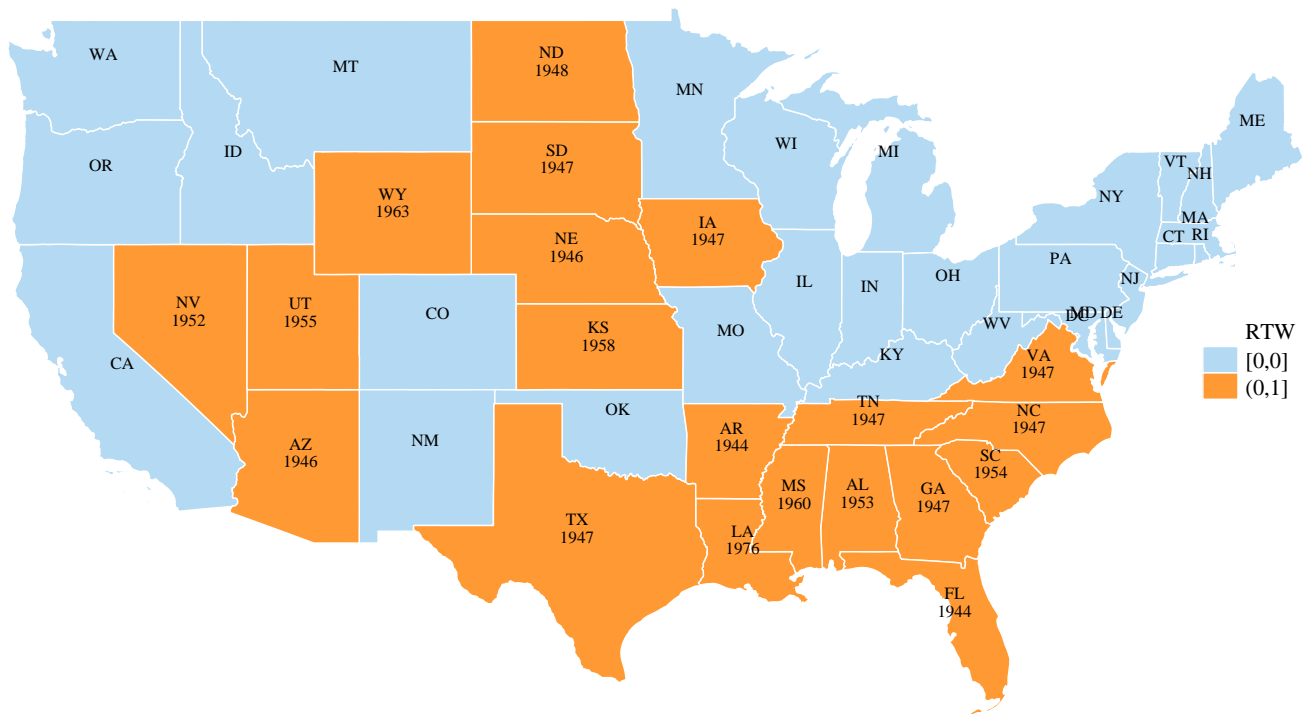 WA
MT
ND
1948
MN
ME
OR
ID
WY
1963
SD
1947
WI
MI
VT
NH
NY
MA
CT
RI
NV
1952
UT
1955
CO
NE
1946
IA
1947
IL
IN
OH
PA
NJ
CA
KS
1958
MO
KY
WV
DC
MD
DE
VA
1947
RTW
[0,0]
(0,1]
AZ
1946
NM
OK
AR
1944
TN
1947
NC
1947
TX
1947
LA
1976
MS
1960
AL
1953
GA
1947
SC
1954
FL
1944